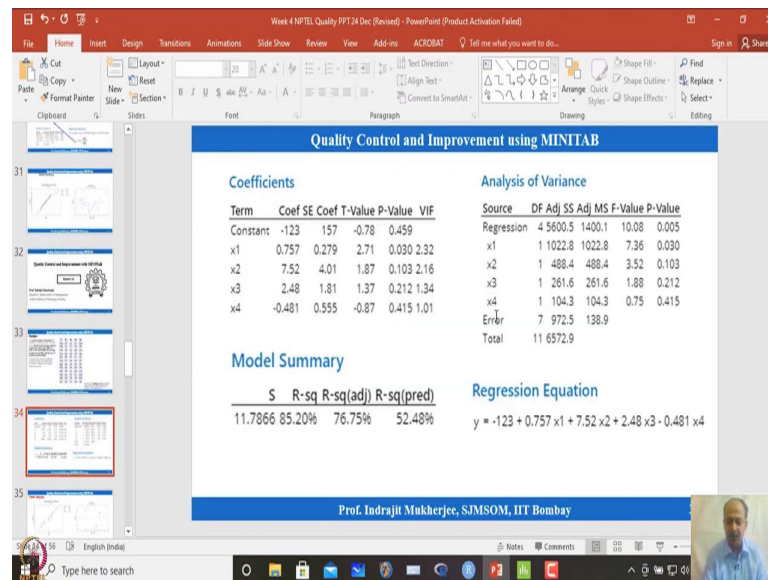 Week 4 NPTEL Quality PPT 24 Dec (Revised) - PowerPoint (Product Activation Failed)
File Home Insert Design Transitions Animations Slide Show Review View Add-ins ACROBAT Tell me what you want to do... Sign in Share
Cut
Copy
Format Painter
Paste
Clipboard
New Slide
Layout
Reset
Section
Slides
20
Font
Text Direction
Align Text
Convert to SmartArt
Paragraph
Arrange
Quick Styles
Shape Fill
Shape Outline
Shape Effects
Drawing
Find
Replace
Select
Editing
31
32
33
34
35
Quality Control and Improvement using MINITAB
Coefficients
Term Coef SE Coef T-Value P-Value VIF
Constant -123 157 -0.78 0.459
x1 0.757 0.279 2.71 0.030 2.32
x2 7.52 4.01 1.87 0.103 2.16
x3 2.48 1.81 1.37 0.212 1.34
x4 -0.481 0.555 -0.87 0.415 1.01
Model Summary
S R-sq R-sq(adj) R-sq(pred)
11.7866 85.20% 76.75% 52.48%
Analysis of Variance
Source DF Adj SS Adj MS F-Value P-Value
Regression 4 5600.5 1400.1 10.08 0.005
x1 1 1022.8 1022.8 7.36 0.030
x2 1 488.4 488.4 3.52 0.103
x3 1 261.6 261.6 1.88 0.212
x4 1 104.3 104.3 0.75 0.415
Error 7 972.5 138.9
Total 11 6572.9
Regression Equation
y = -123 + 0.757 x1 + 7.52 x2 + 2.48 x3 - 0.481 x4
Prof. Indrajit Mukherjee, SJMSOM, IIT Bombay
English (India)
Notes Comments
Type here to search
NPTEL